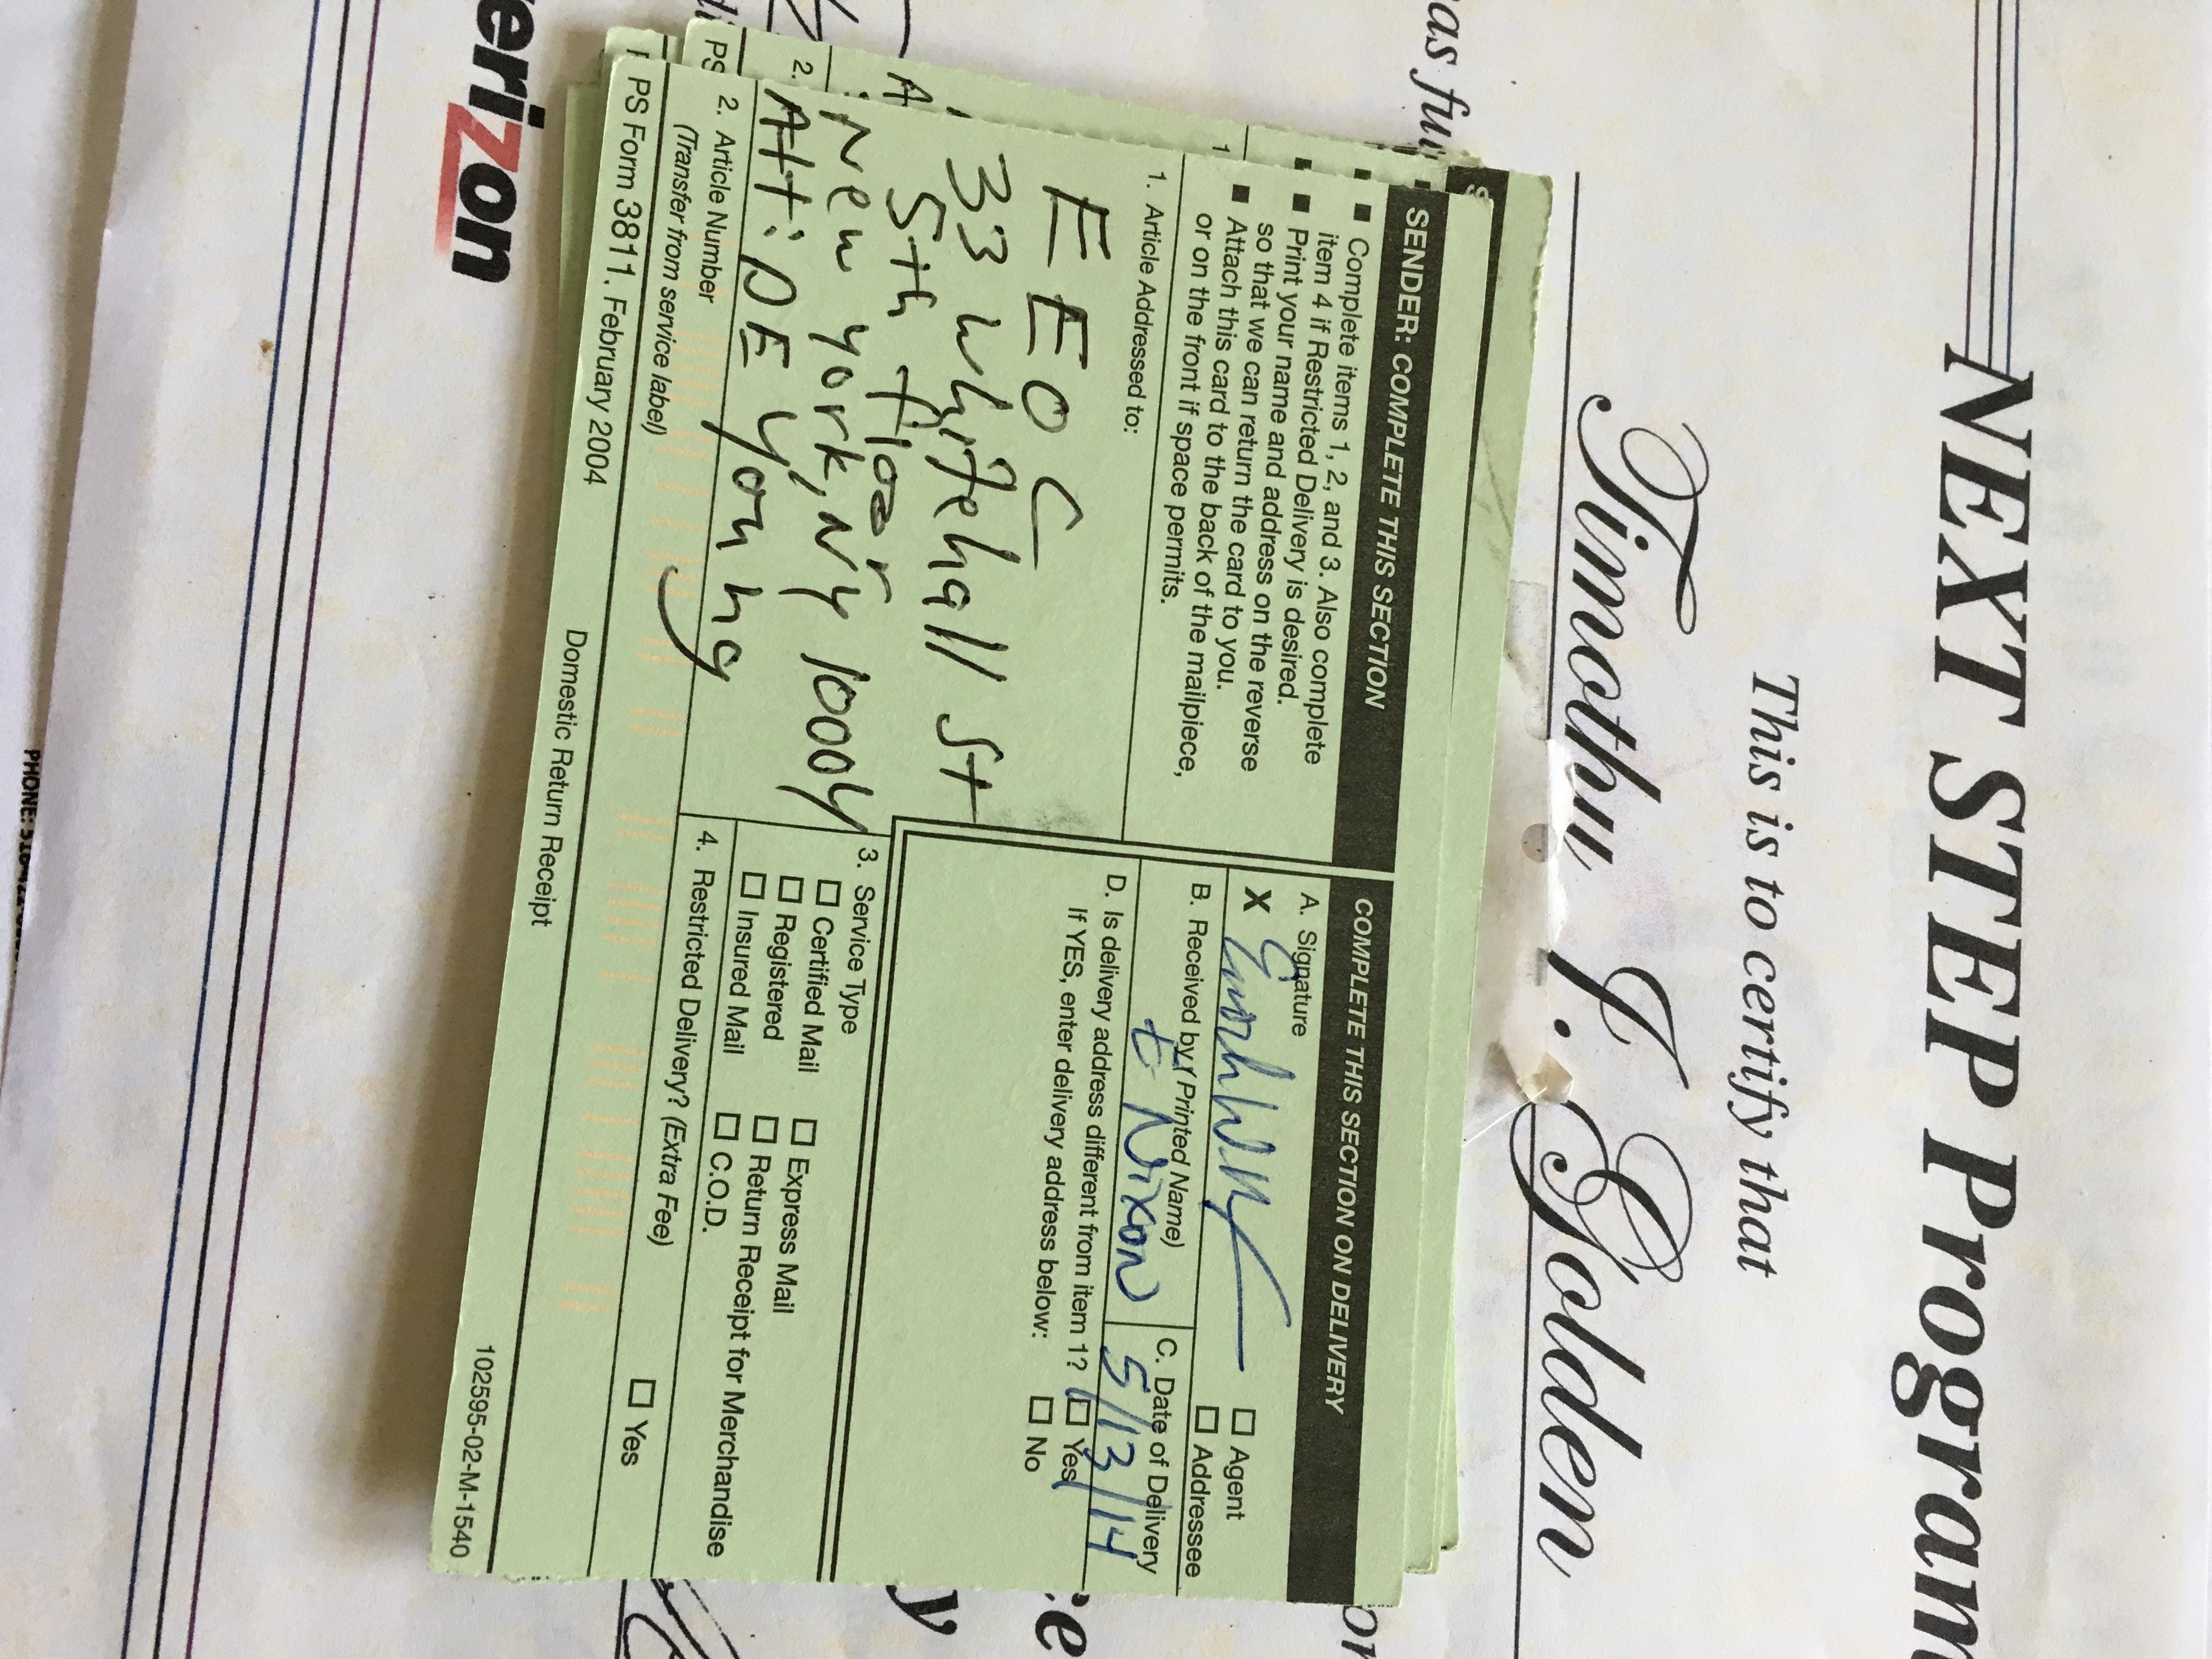 NEXT STEP Program
This is to certify that
Timothy J. Golden
as fu
SENDER: COMPLETE THIS SECTION
■ Complete items 1, 2, and 3. Also complete
item 4 if Restricted Delivery is desired.
■ Print your name and address on the reverse
so that we can return the card to you.
■ Attach this card to the back of the mailpiece,
or on the front if space permits.
1. Article Addressed to:
EEOC
33 Whitehall St
5th floor
New York, NY 10004
Att: DE Young
2. Article Number
(Transfer from service label)
PS Form 3811, February 2004
Domestic Return Receipt
102595-02-M-1540
COMPLETE THIS SECTION ON DELIVERY
A. Signature
X
☐ Agent
☐ Addressee
B. Received by (Printed Name)
E Nixon
C. Date of Delivery
5/13/14
D. Is delivery address different from item 1? ☐ Yes
If YES, enter delivery address below: ☐ No
3. Service Type
☐ Certified Mail ☐ Express Mail
☐ Registered ☐ Return Receipt for Merchandise
☐ Insured Mail ☐ C.O.D.
4. Restricted Delivery? (Extra Fee) ☐ Yes
erizon
PHONE: